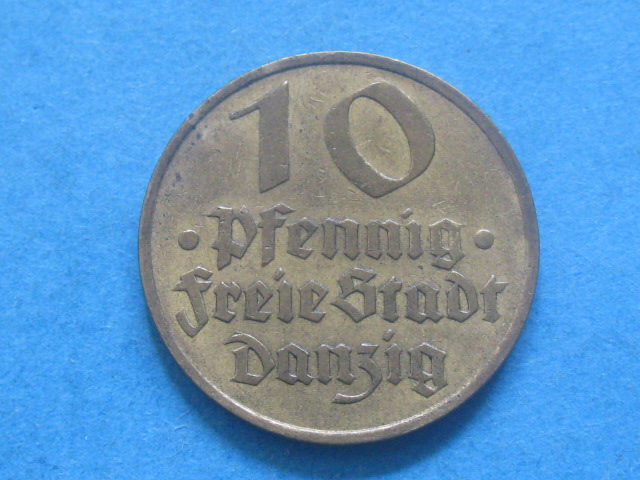 10
· Pfennig ·
Freie Stadt
Danzig